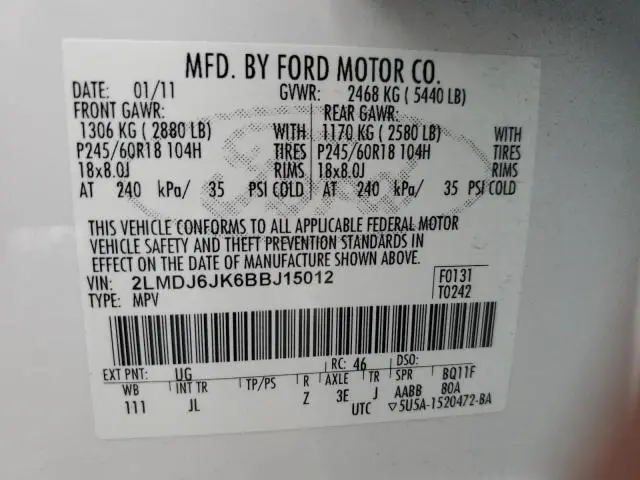 MFD. BY FORD MOTOR CO.
DATE: 01/11 GVWR: 2468 KG ( 5440 LB)
FRONT GAWR: REAR GAWR:
1306 KG ( 2880 LB) WITH 1170 KG ( 2580 LB) WITH
P245/60R18 104H TIRES P245/60R18 104H TIRES
18x8.0J RIMS 18x8.0J RIMS
AT 240 kPa/ 35 PSI COLD AT 240 kPa/ 35 PSI COLD
THIS VEHICLE CONFORMS TO ALL APPLICABLE FEDERAL MOTOR
VEHICLE SAFETY AND THEFT PREVENTION STANDARDS IN
EFFECT ON THE DATE OF MANUFACTURE SHOWN ABOVE.
VIN: 2LMDJ6JK6BBJ15012 F0131
TYPE: MPV T0242
EXT PNT: UG RC: 46 DSO:
WB INT TR TP/PS R AXLE TR SPR BQ11F
111 JL Z 3E J AABB 80A
UTC ▽5U5A-1520472-BA